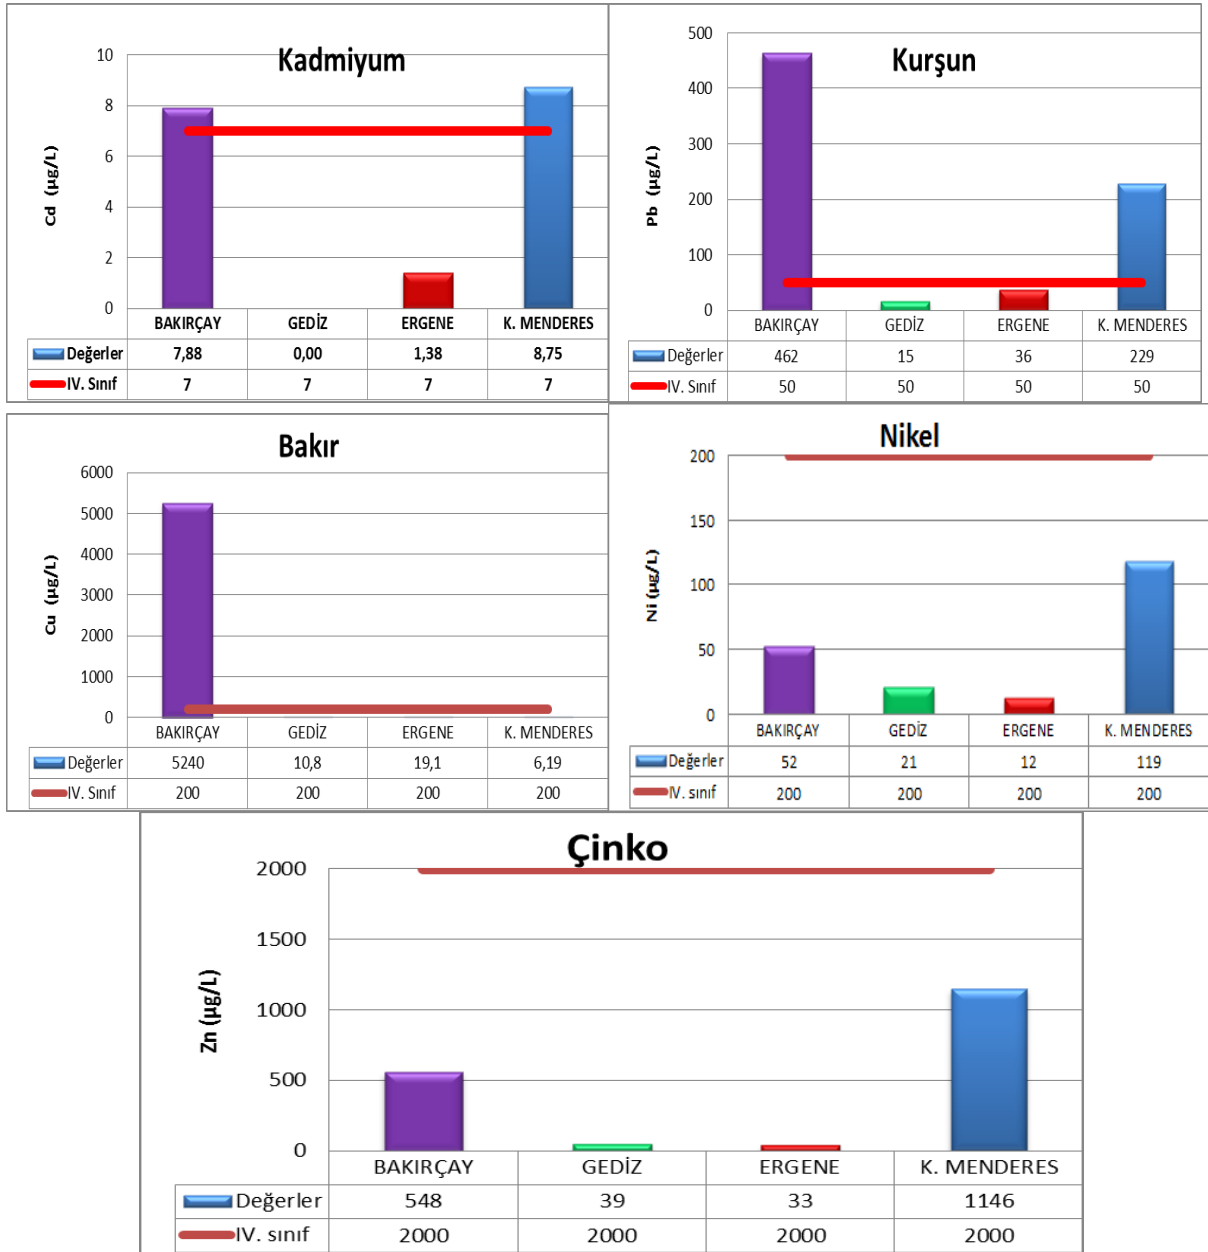 Kadmiyum
Cd (µg/L)
10
8
6
4
2
0
BAKIRÇAY GEDİZ ERGENE K. MENDERES
Değerler 7,88 0,00 1,38 8,75
IV. Sınıf 7 7 7 7
Kurşun
Pb (µg/L)
500
400
300
200
100
0
BAKIRÇAY GEDİZ ERGENE K. MENDERES
Değerler 462 15 36 229
IV. Sınıf 50 50 50 50
Bakır
Cu (µg/L)
6000
5000
4000
3000
2000
1000
0
BAKIRÇAY GEDİZ ERGENE K. MENDERES
Değerler 5240 10,8 19,1 6,19
IV. Sınıf 200 200 200 200
Nikel
Ni (µg/L)
200
150
100
50
0
BAKIRÇAY GEDİZ ERGENE K. MENDERES
Değerler 52 21 12 119
IV. sınıf 200 200 200 200
Çinko
Zn (µg/L)
2000
1500
1000
500
0
BAKIRÇAY GEDİZ ERGENE K. MENDERES
Değerler 548 39 33 1146
IV. sınıf 2000 2000 2000 2000